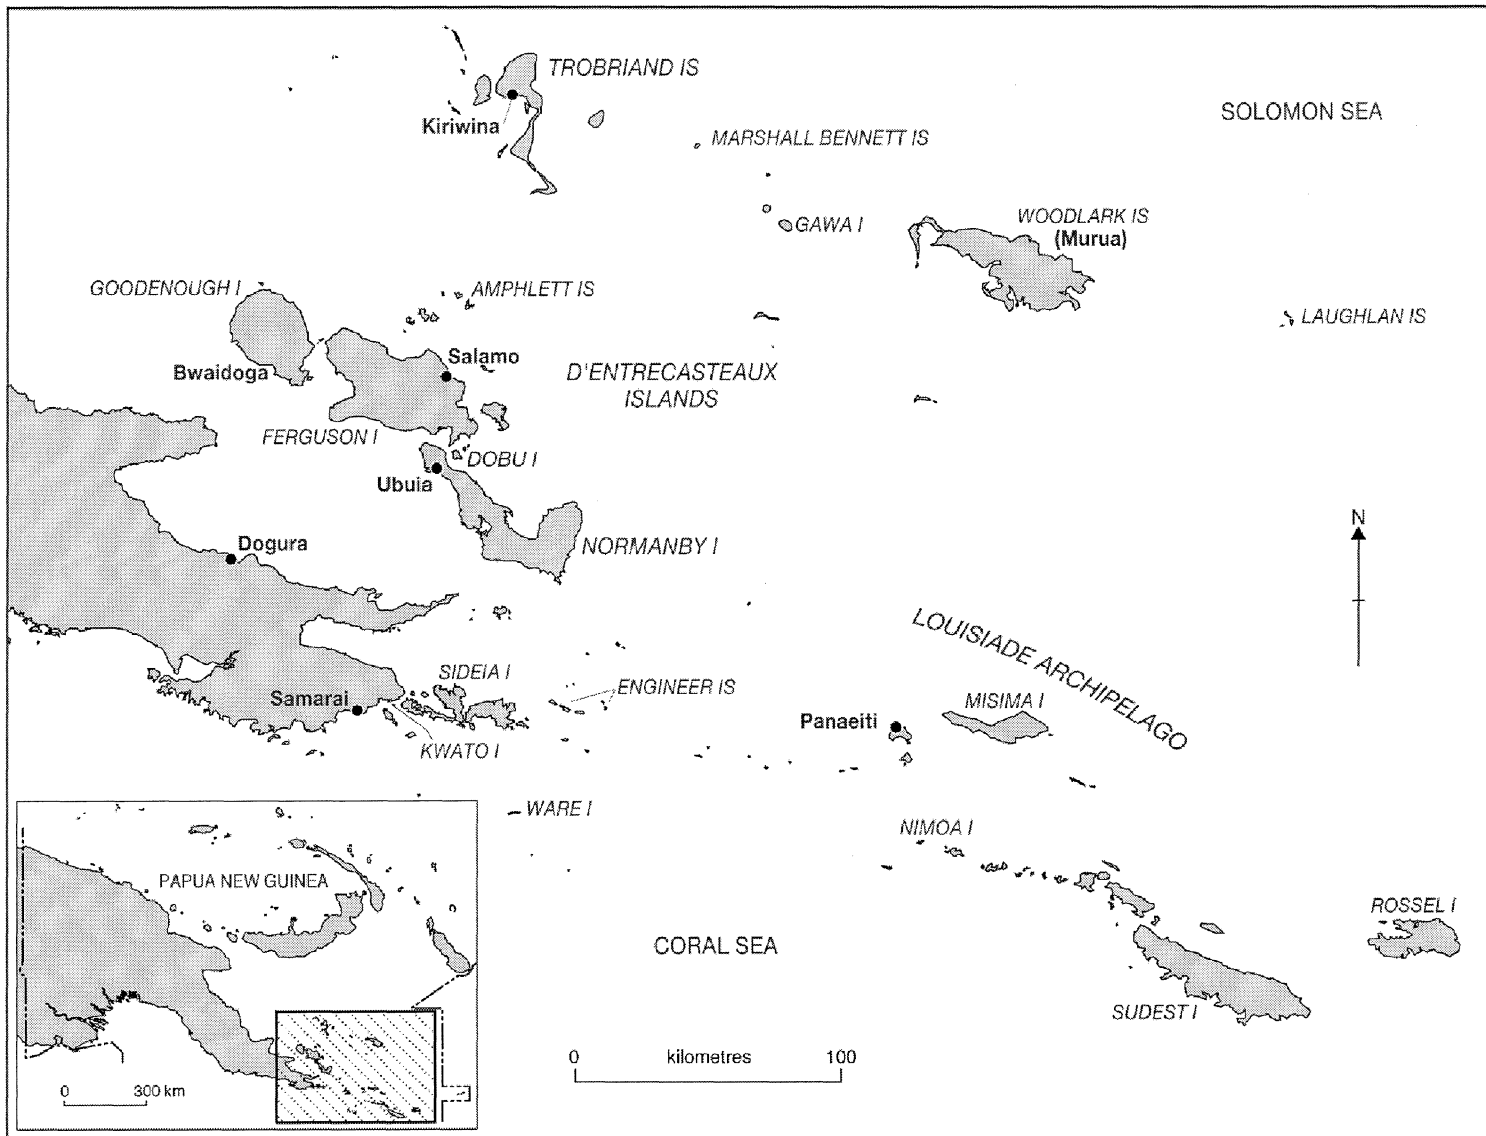 TROBRIAND IS
SOLOMON SEA
Kiriwina
MARSHALL BENNETT IS
WOODLARK IS
(Murua)
GAWA I
GOODENOUGH I
AMPHLETT IS
LAUGHLAN IS
Salamo
Bwaidoga
D'ENTRECASTEAUX
ISLANDS
FERGUSON I
DOBU I
Ubuia
N
Dogura
NORMANBY I
LOUISIADE ARCHIPELAGO
SIDEIA I
ENGINEER IS
Samarai
MISIMA I
Panaeiti
KWATO I
WARE I
NIMOA I
PAPUA NEW GUINEA
ROSSEL I
CORAL SEA
SUDEST I
0 kilometres 100
0 300 km